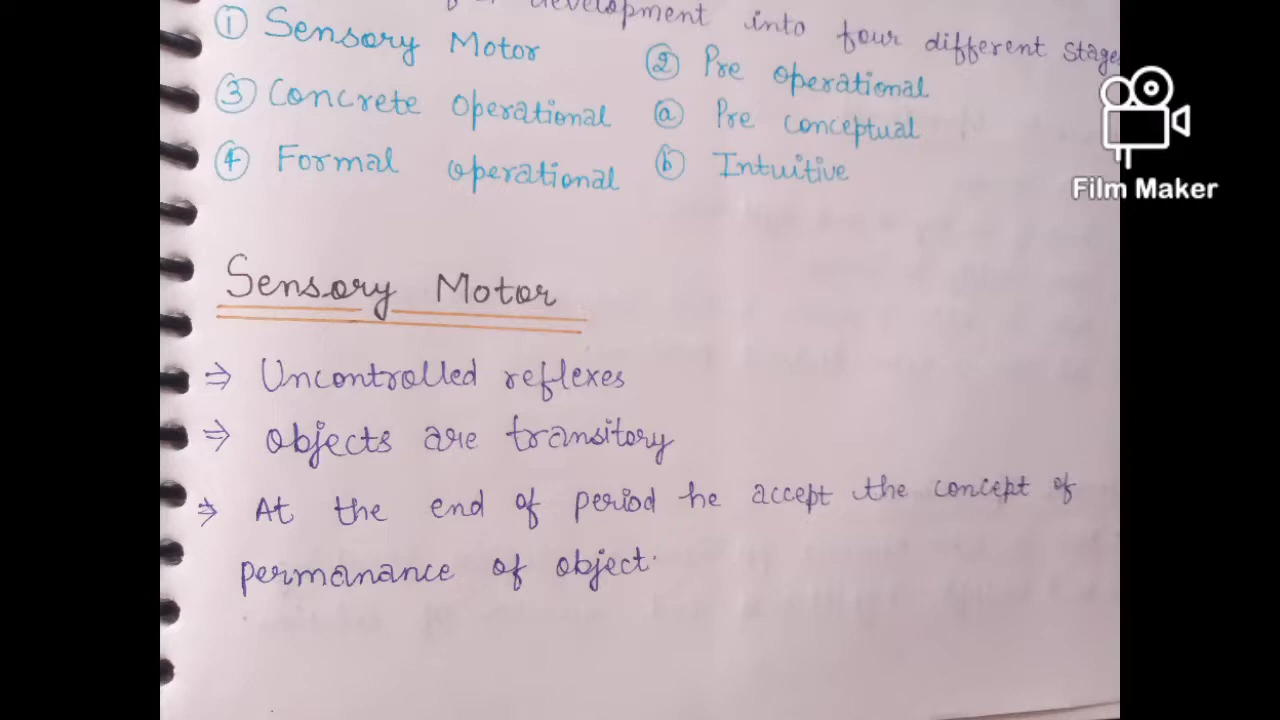 development into four different stage
① Sensory Motor ② Pre operational
③ Concrete operational ⓐ Pre conceptual
④ Formal operational ⓑ Intuitive
Film Maker
Sensory Motor
⇒ Uncontrolled reflexes
⇒ objects are transitory
⇒ At the end of period he accept the concept of
permanance of object.